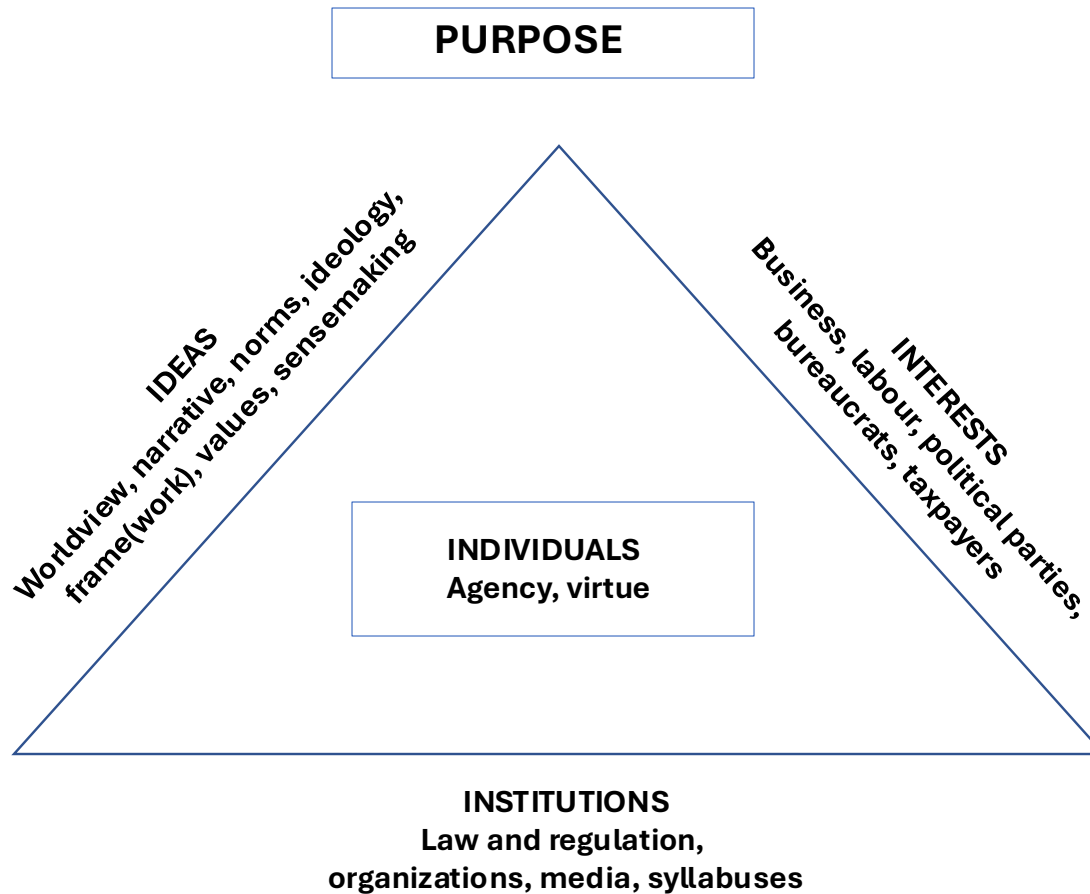 PURPOSE
IDEAS
Worldview, narrative, norms, ideology,
frame(work), values, sensemaking
INTERESTS
Business, labour, political parties,
bureaucrats, taxpayers
INDIVIDUALS
Agency, virtue
INSTITUTIONS
Law and regulation,
organizations, media, syllabuses